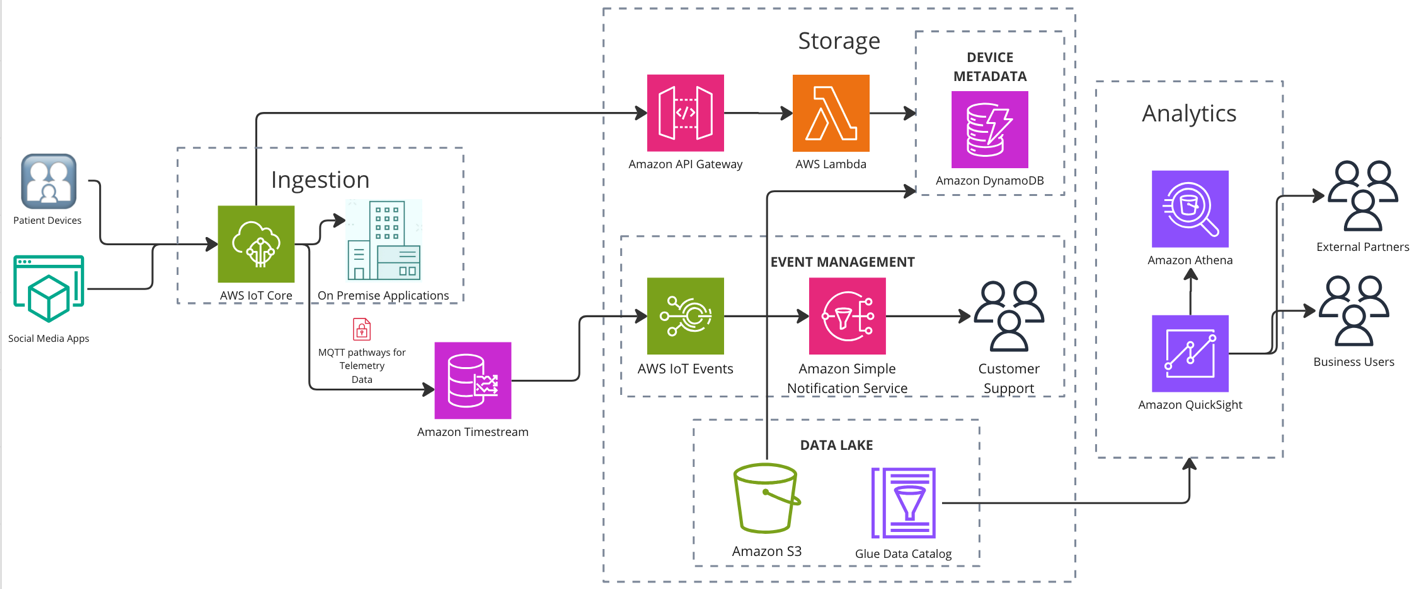 Storage
DEVICE
METADATA
Amazon API Gateway
AWS Lambda
Amazon DynamoDB
Analytics
Ingestion
Patient Devices
Social Media Apps
AWS IoT Core
On Premise Applications
MQTT pathways for
Telemetry
Data
Amazon Timestream
EVENT MANAGEMENT
AWS IoT Events
Amazon Simple
Notification Service
Customer
Support
DATA LAKE
Amazon S3
Glue Data Catalog
Amazon Athena
Amazon QuickSight
External Partners
Business Users